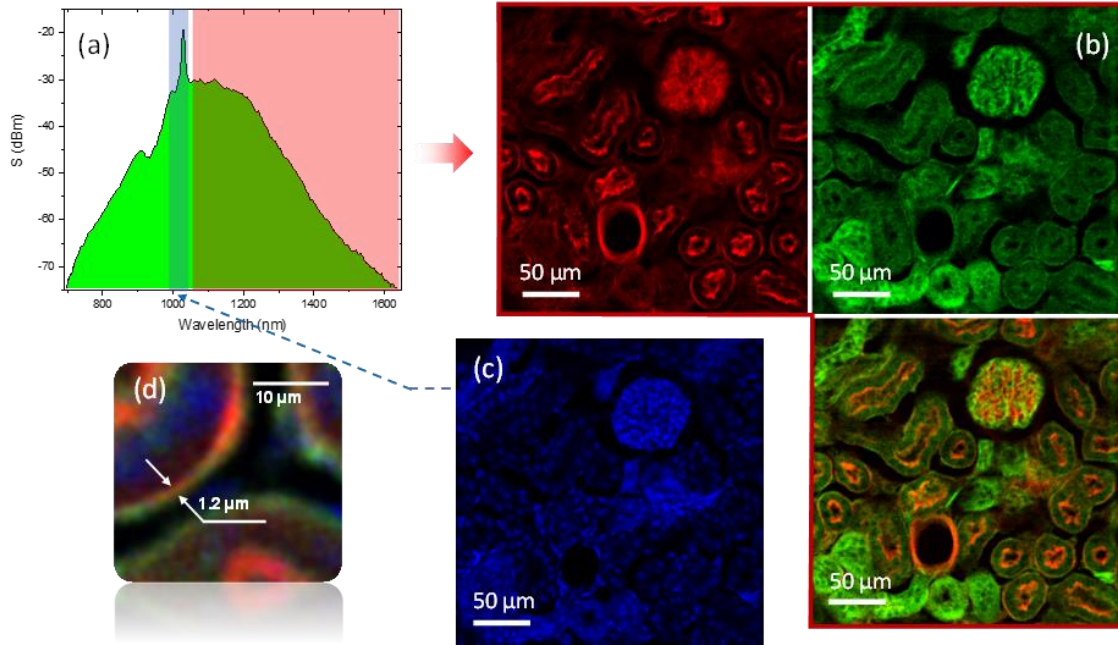 (a)
-20
-30
-40
-50
-60
-70
S (dBm)
800 1000 1200 1400 1600
Wavelength (nm)
(b)
50 µm
50 µm
(d)
10 µm
1.2 µm
(c)
50 µm
50 µm